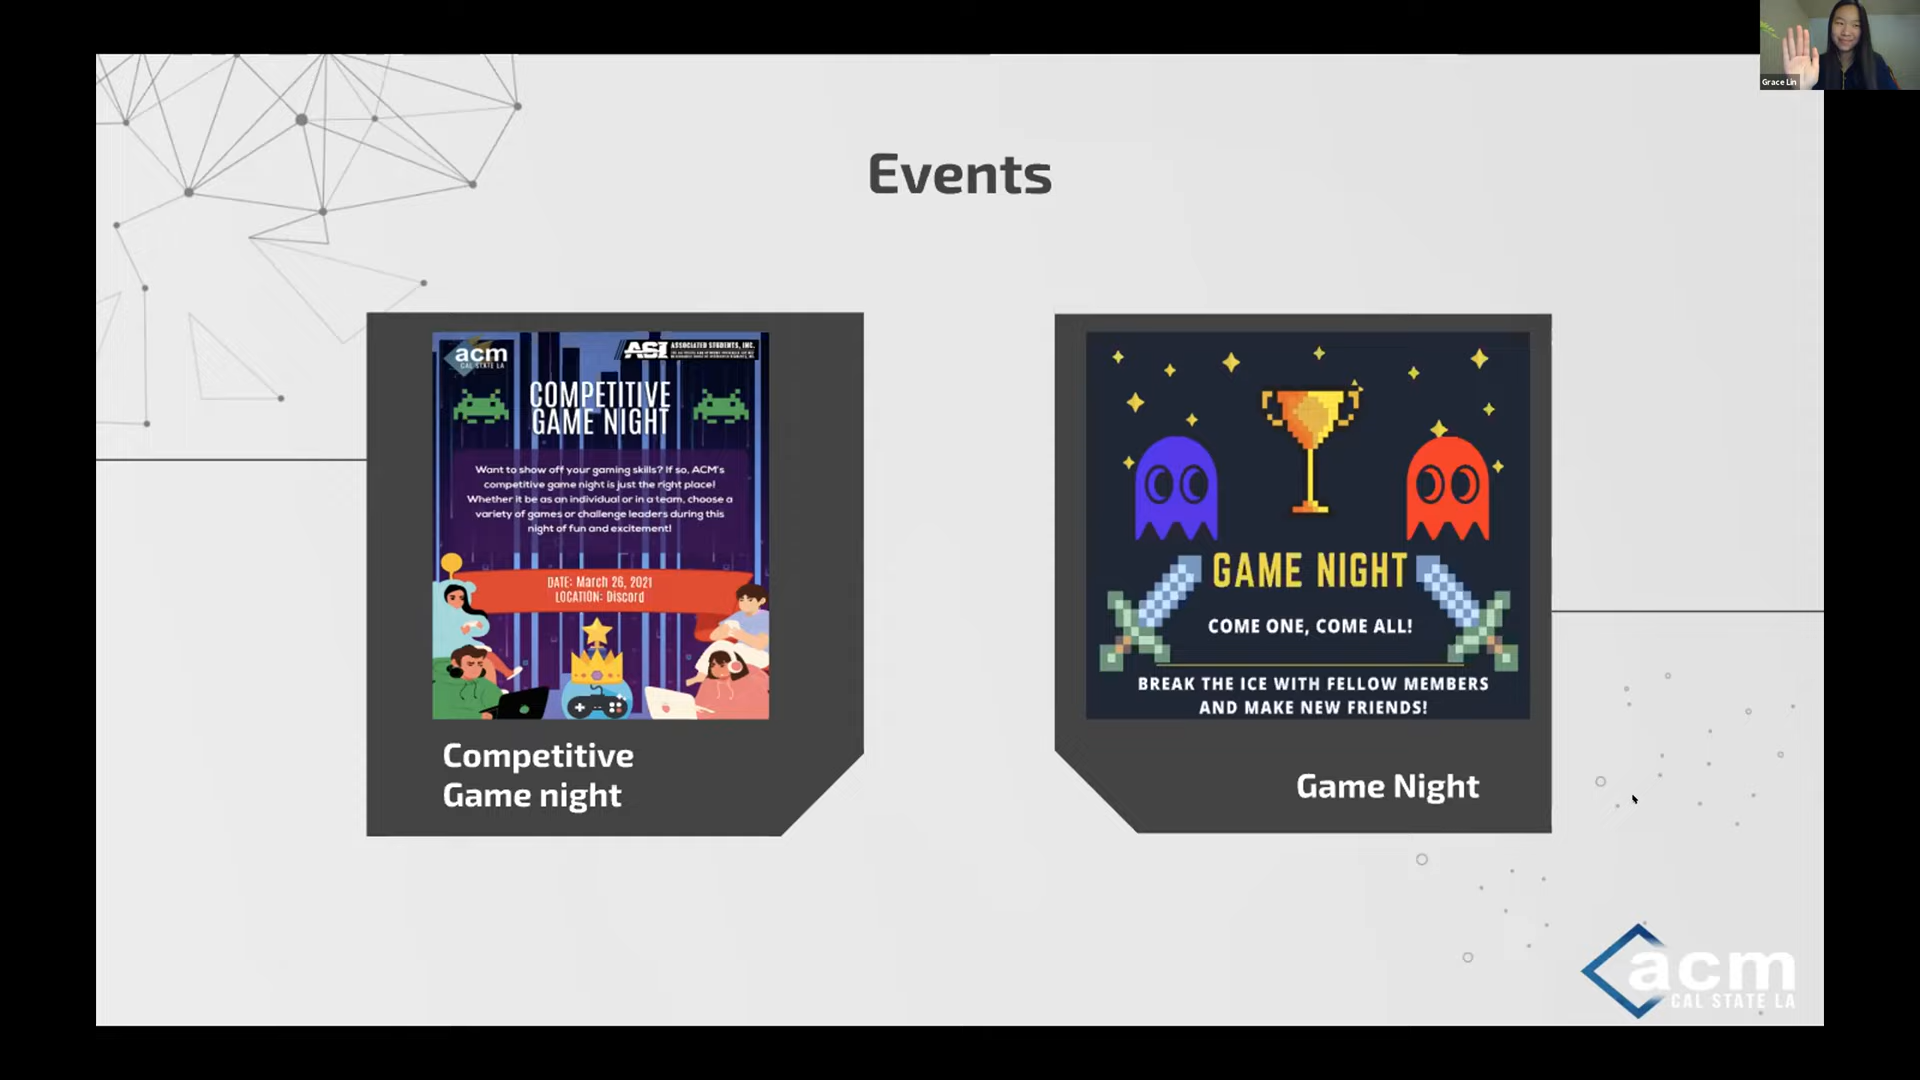 Grace Lin
Events
acm
CAL STATE LA
ASI
ASSOCIATED STUDENTS, INC.
COMPETITIVE
GAME NIGHT
Want to show off your gaming skills? If so, ACM's
competitive game night is just the right place!
Whether it be as an individual or in a team, choose a
variety of games or challenge leaders during this
night of fun and excitement!
DATE: March 26, 2021
LOCATION: Discord
Competitive
Game night
GAME NIGHT
COME ONE, COME ALL!
BREAK THE ICE WITH FELLOW MEMBERS
AND MAKE NEW FRIENDS!
Game Night
acm
CAL STATE LA